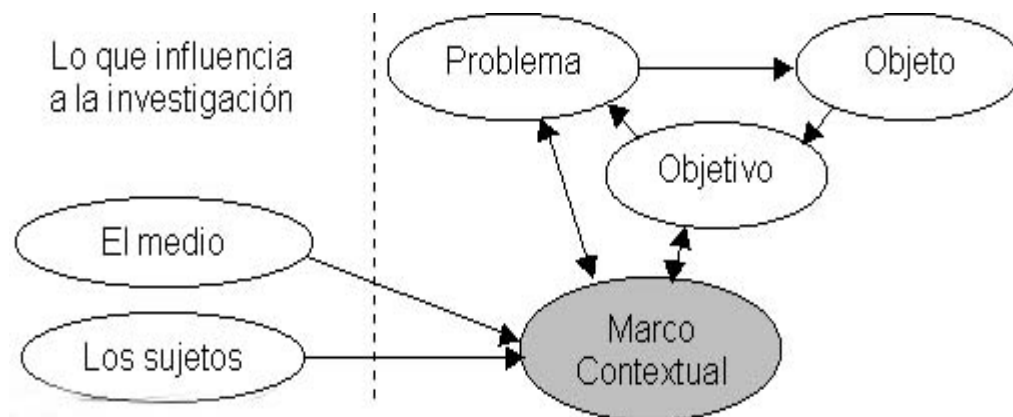 Lo que influencia
a la investigación
Problema
Objeto
Objetivo
El medio
Los sujetos
Marco
Contextual